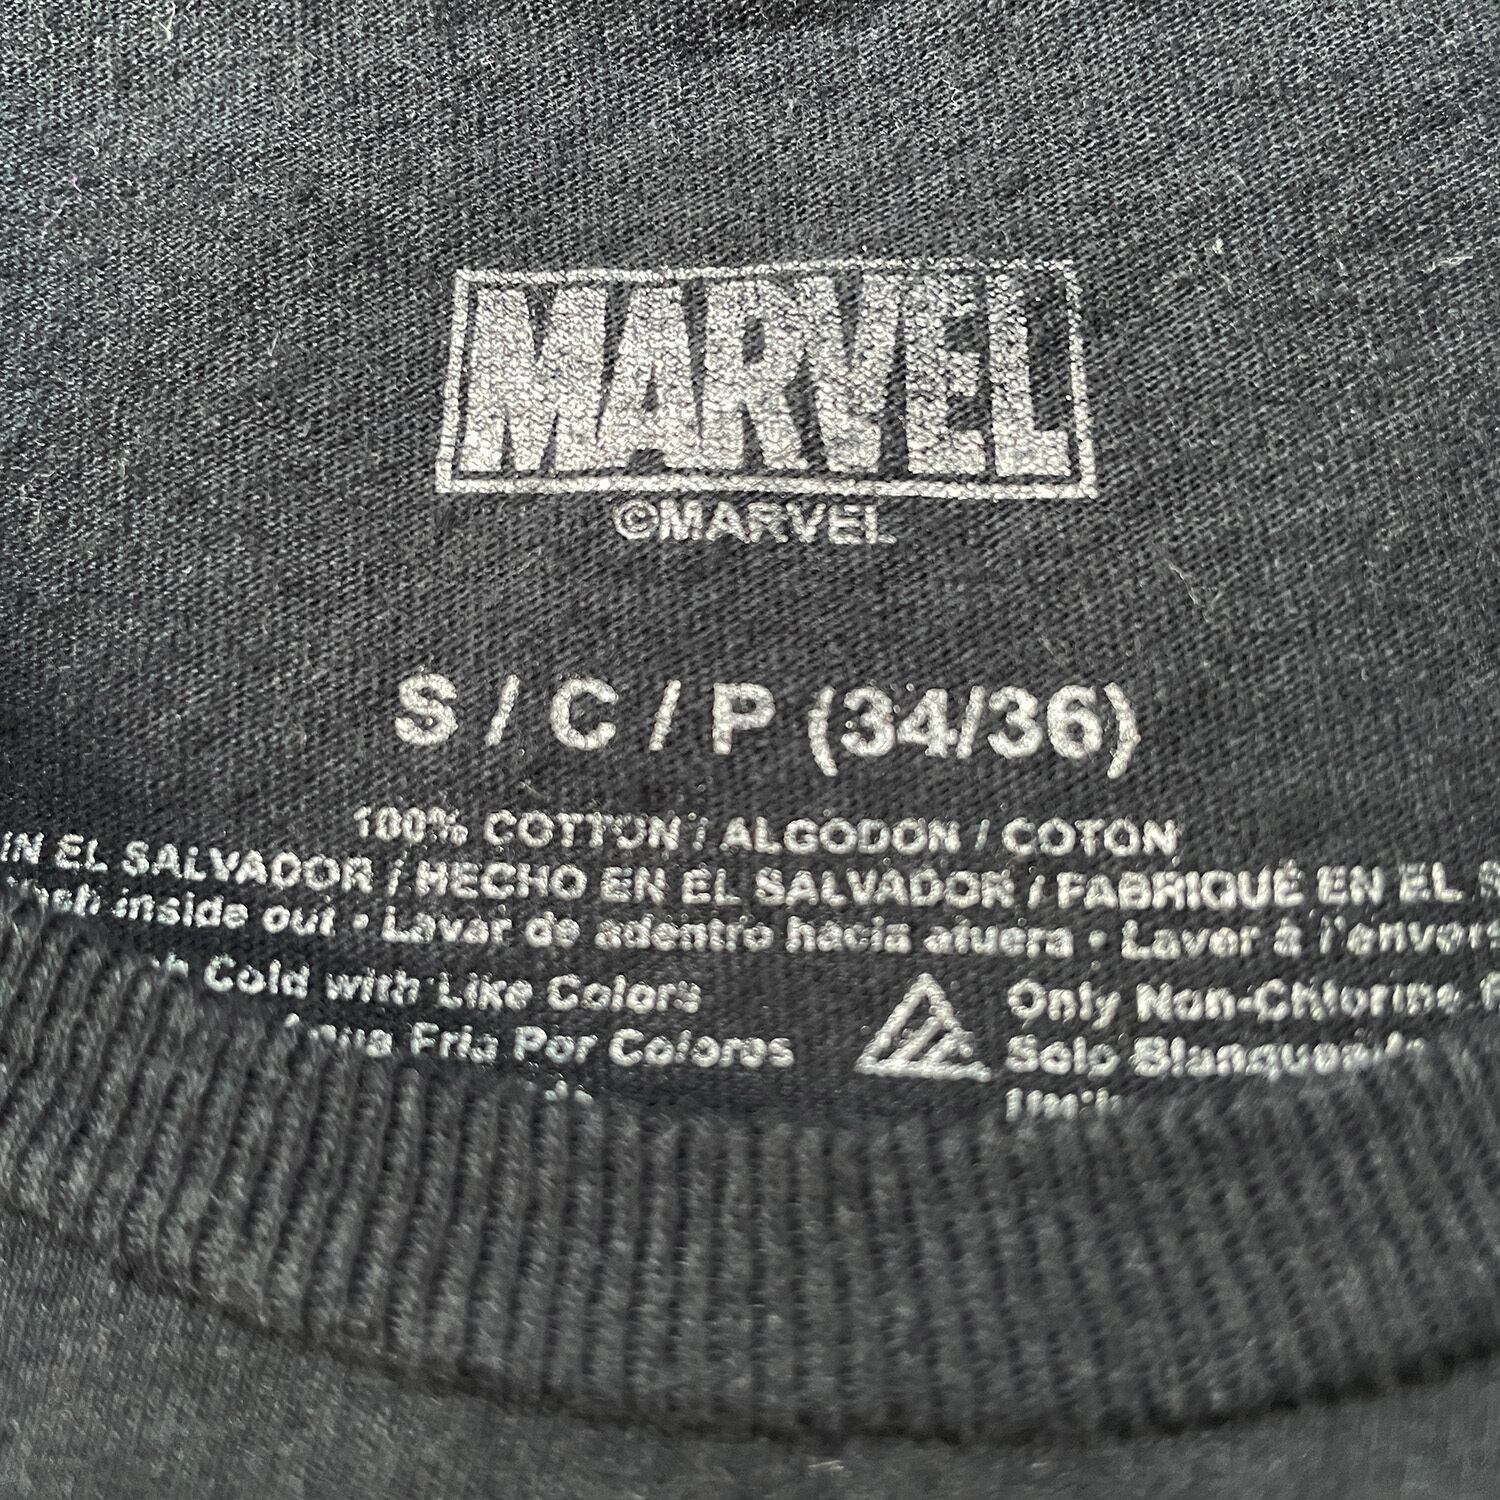 MARVEL
©MARVEL
S / C / P (34/36)
100% COTTON / ALGODON / COTON
IN EL SALVADOR / HECHO EN EL SALVADOR / FABRIQUÉ EN EL
inside out • Lavar de adentro hacia afuera • Laver à l'envers
Cold with Like Colors
Only Non-Chlorine
Agua Fria Por Colores
Solo Blanqueador